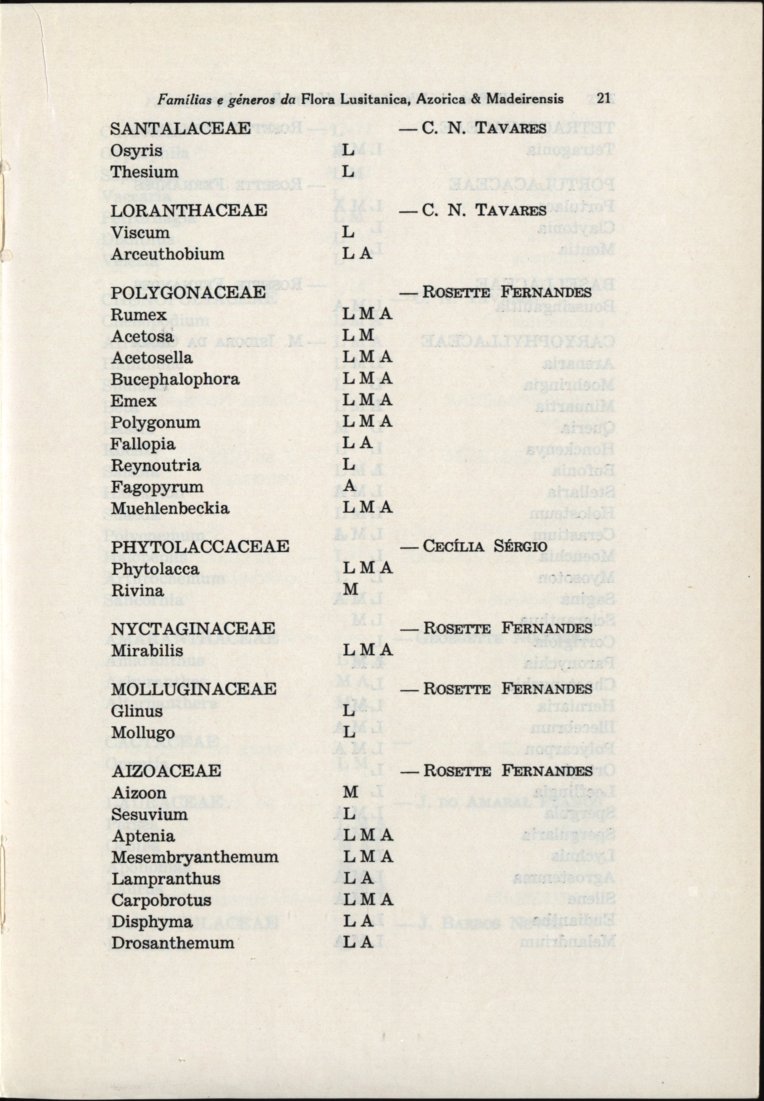 Famílias e géneros da Flora Lusitanica, Azorica & Madeirensis 21
SANTALACEAE — C. N. TAVARES
Osyris L
Thesium L
LORANTHACEAE — C. N. TAVARES
Viscum L
Arceuthobium L A
POLYGONACEAE — ROSETTE FERNANDES
Rumex L M A
Acetosa L M
Acetosella L M A
Bucephalophora L M A
Emex L M A
Polygonum L M A
Fallopia L A
Reynoutria L
Fagopyrum A
Muehlenbeckia L M A
PHYTOLACCACEAE — CECÍLIA SÉRGIO
Phytolacca L M A
Rivina M
NYCTAGINACEAE — ROSETTE FERNANDES
Mirabilis L M A
MOLLUGINACEAE — ROSETTE FERNANDES
Glinus L
Mollugo L
AIZOACEAE — ROSETTE FERNANDES
Aizoon M
Sesuvium L
Aptenia L M A
Mesembryanthemum L M A
Lampranthus L A
Carpobrotus L M A
Disphyma L A
Drosanthemum L A